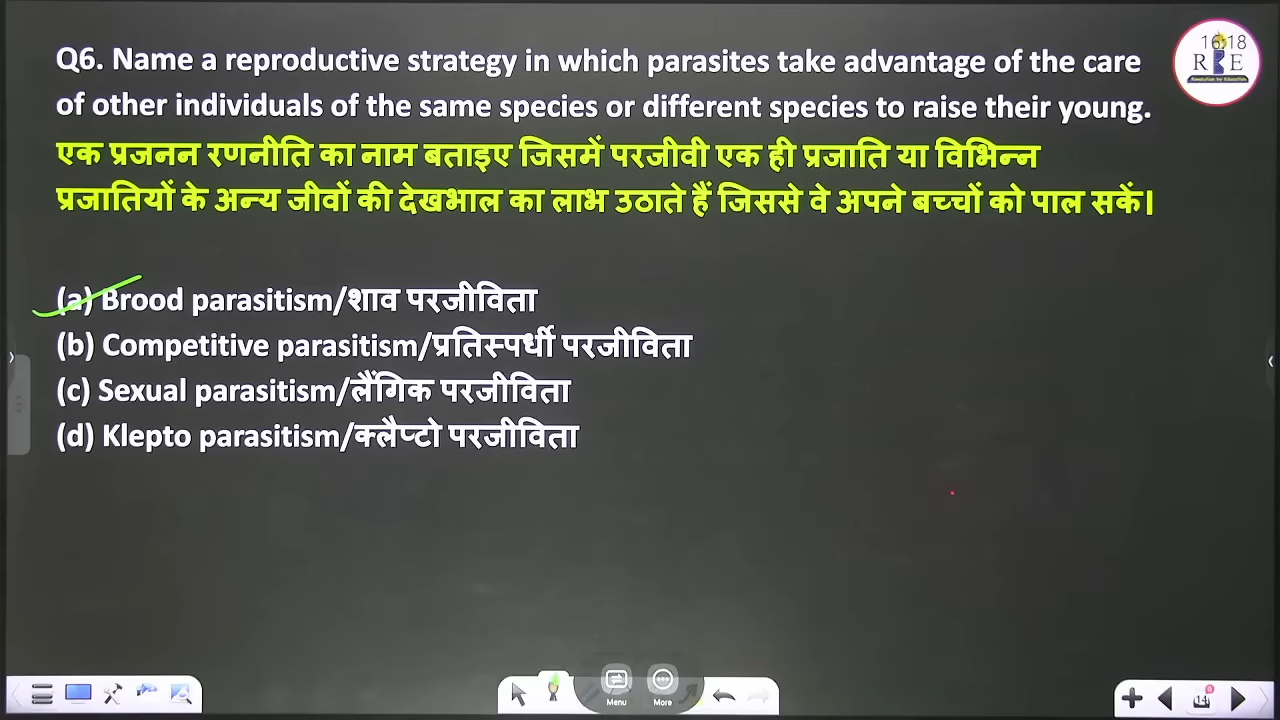 Q6. Name a reproductive strategy in which parasites take advantage of the care
of other individuals of the same species or different species to raise their young.
एक प्रजनन रणनीति का नाम बताइए जिसमें परजीवी एक ही प्रजाति या विभिन्न
प्रजातियों के अन्य जीवों की देखभाल का लाभ उठाते हैं जिससे वे अपने बच्चों को पाल सकें।
(a) Brood parasitism/शाव परजीविता
(b) Competitive parasitism/प्रतिस्पर्धी परजीविता
(c) Sexual parasitism/लैंगिक परजीविता
(d) Klepto parasitism/क्लैप्टो परजीविता
16:18
R E
Revolution by Education
Menu
More